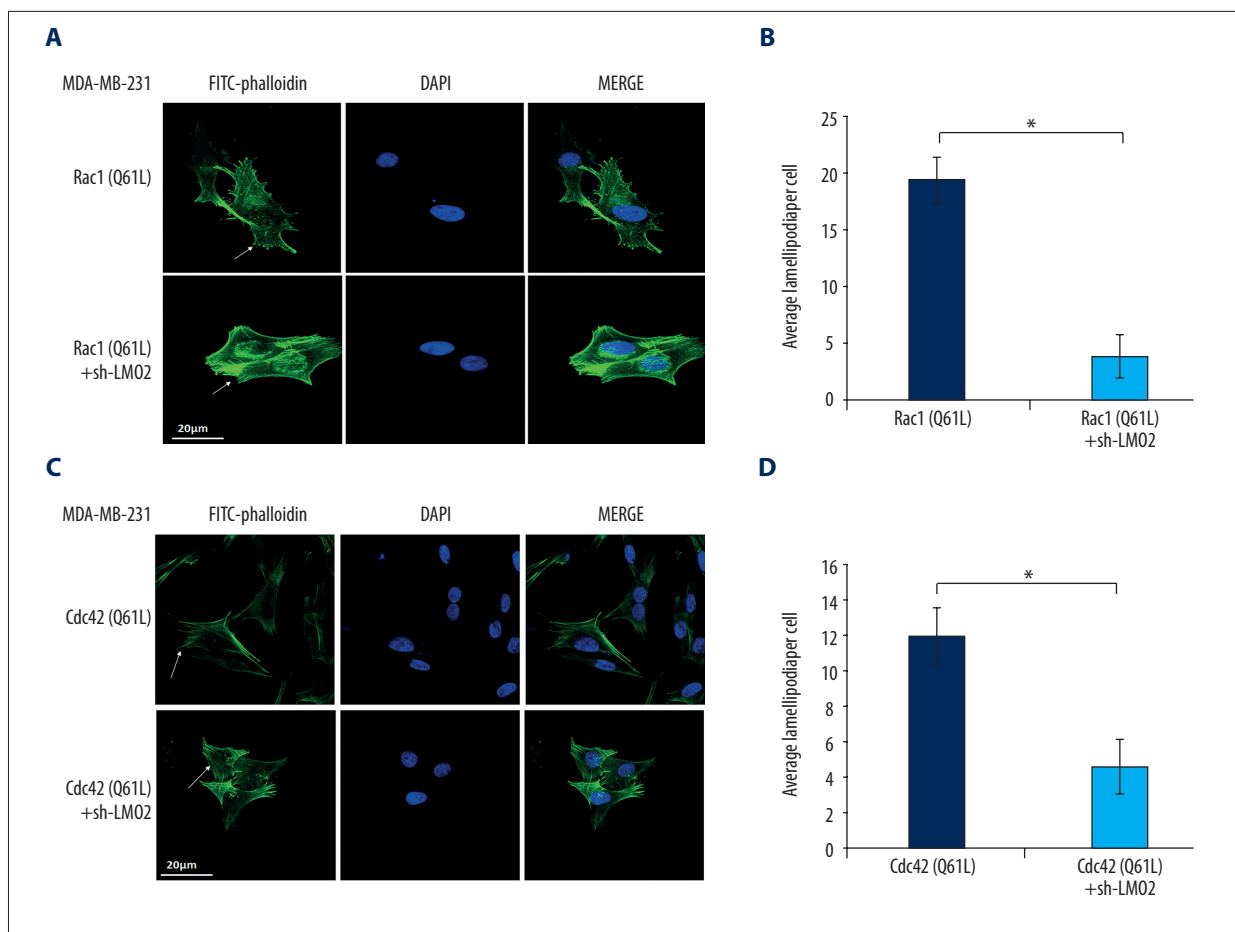 A
MDA-MB-231 FITC-phalloidin DAPI MERGE
Rac1 (Q61L)
Rac1 (Q61L)
+sh-LMO2
20µm
B
Average lamellipodiaper cell
25
20
15
10
5
0
*
Rac1 (Q61L)
Rac1 (Q61L)
+sh-LMO2
C
MDA-MB-231 FITC-phalloidin DAPI MERGE
Cdc42 (Q61L)
Cdc42 (Q61L)
+sh-LMO2
20µm
D
Average lamellipodiaper cell
16
14
12
10
8
6
4
2
0
*
Cdc42 (Q61L)
Cdc42 (Q61L)
+sh-LMO2